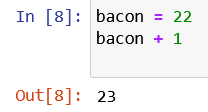 In [8]: bacon = 22
bacon + 1
Out[8]: 23